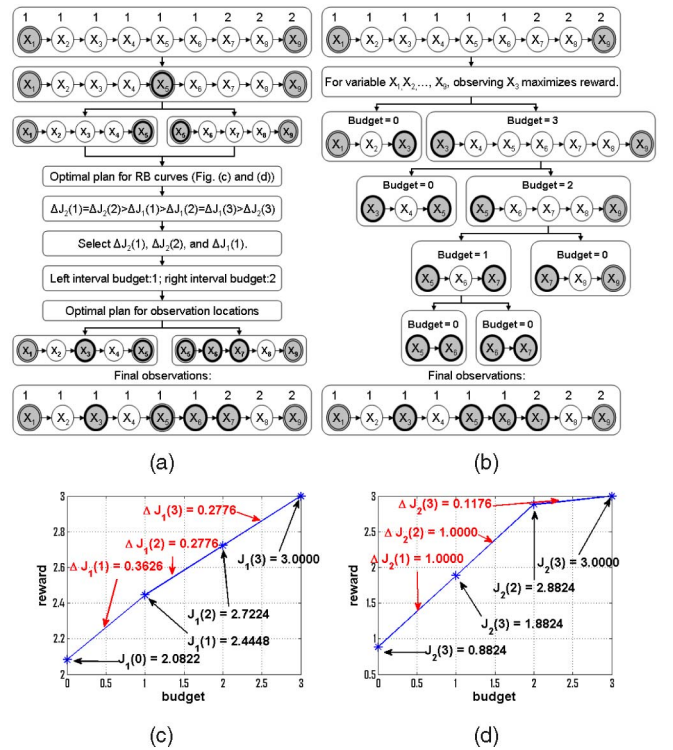 1 1 1 1 1 1 2 2 2
X1 X2 X3 X4 X5 X6 X7 X8 X9
X1 X2 X3 X4 X5 X6 X7 X8 X9
X1 X2 X3 X4 X5
X5 X6 X7 X8 X9
Optimal plan for RB curves (Fig. (c) and (d))
ΔJ2(1)=ΔJ2(2)>ΔJ1(1)>ΔJ1(2)=ΔJ1(3)>ΔJ2(3)
Select ΔJ2(1), ΔJ2(2), and ΔJ1(1).
Left interval budget:1; right interval budget:2
Optimal plan for observation locations
X1 X2 X3 X4 X5
X5 X6 X7 X8 X9
Final observations:
1 1 1 1 1 1 2 2 2
X1 X2 X3 X4 X5 X6 X7 X8 X9
(a)
1 1 1 1 1 1 2 2 2
X1 X2 X3 X4 X5 X6 X7 X8 X9
For variable X1,X2,..., X9, observing X3 maximizes reward.
Budget = 0
X1 X2 X3
Budget = 3
X3 X4 X5 X6 X7 X8 X9
Budget = 0
X3 X4 X5
Budget = 2
X5 X6 X7 X8 X9
Budget = 1
X5 X6 X7
Budget = 0
X7 X8 X9
Budget = 0
X5 X6
Budget = 0
X6 X7
Final observations:
1 1 1 1 1 1 2 2 2
X1 X2 X3 X4 X5 X6 X7 X8 X9
(b)
reward
3
2.8
2.6
2.4
2.2
2
Δ J1(3) = 0.2776
Δ J1(2) = 0.2776
Δ J1(1) = 0.3626
J1(3) = 3.0000
J1(2) = 2.7224
J1(1) = 2.4448
J1(0) = 2.0822
0 0.5 1 1.5 2 2.5 3
budget
(c)
reward
3
2.5
2
1.5
1
0.5
Δ J2(3) = 0.1176
Δ J2(2) = 1.0000
Δ J2(1) = 1.0000
J2(3) = 3.0000
J2(2) = 2.8824
J2(3) = 1.8824
J2(3) = 0.8824
0 0.5 1 1.5 2 2.5 3
budget
(d)